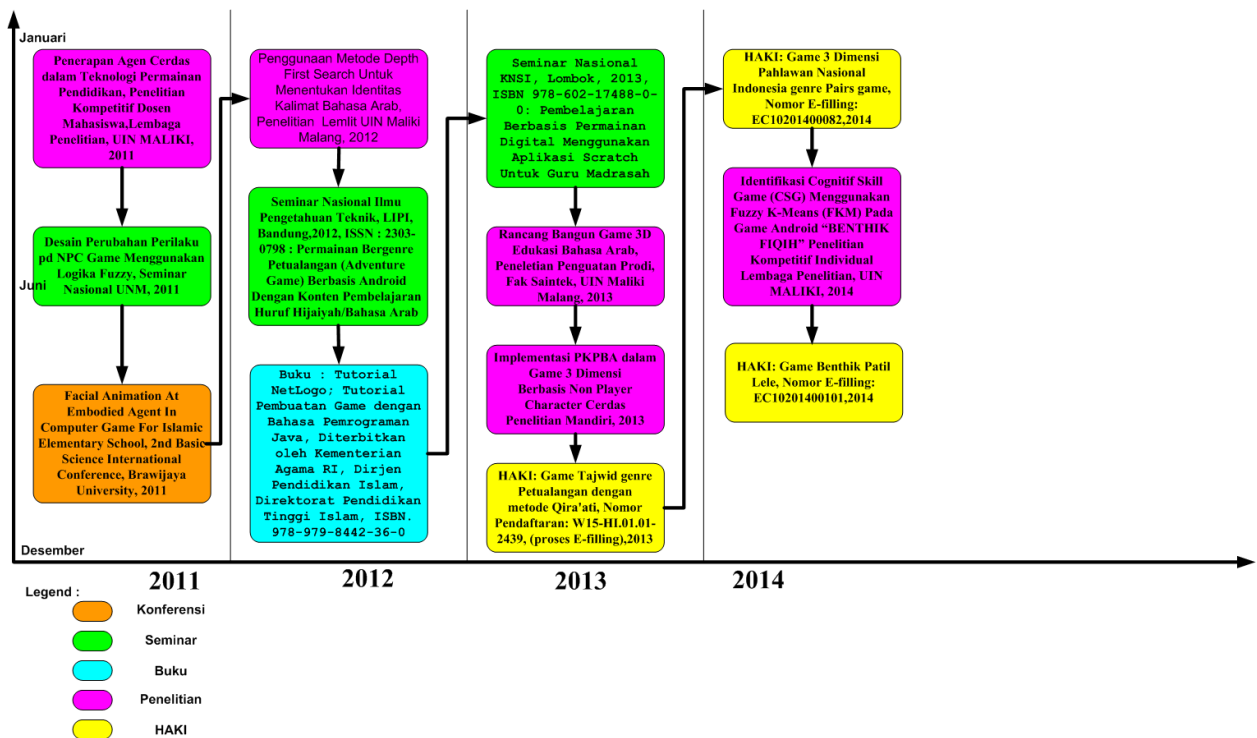 Januari
Penerapan Agen Cerdas
dalam Teknologi Permainan
Pendidikan, Penelitian
Kompetitif Dosen
Mahasiswa,Lembaga
Penelitian, UIN MALIKI,
2011
Desain Perubahan Perilaku
pd NPC Game Menggunakan
Logika Fuzzy, Seminar
Nasional UNM, 2011
Juni
Facial Animation At
Embodied Agent In
Computer Game For Islamic
Elementary School, 2nd Basic
Science International
Conference, Brawijaya
University, 2011
Penggunaan Metode Depth
First Search Untuk
Menentukan Identitas
Kalimat Bahasa Arab,
Penelitian Lemlit UIN Maliki
Malang, 2012
Seminar Nasional Ilmu
Pengetahuan Teknik, LIPI,
Bandung,2012, ISSN : 2303-
0798 : Permainan Bergenre
Petualangan (Adventure
Game) Berbasis Android
Dengan Konten Pembelajaran
Huruf Hijaiyah/Bahasa Arab
Buku : Tutorial
NetLogo; Tutorial
Pembuatan Game dengan
Bahasa Pemrograman
Java, Diterbitkan
oleh Kementerian
Agama RI, Dirjen
Pendidikan Islam,
Direktorat Pendidikan
Tinggi Islam, ISBN.
978-979-8442-36-0
Seminar Nasional
KNSI, Lombok, 2013,
ISBN 978-602-17488-0-
0: Pembelajaran
Berbasis Permainan
Digital Menggunakan
Aplikasi Scratch
Untuk Guru Madrasah
Rancang Bangun Game 3D
Edukasi Bahasa Arab,
Peneletian Penguatan Prodi,
Fak Saintek, UIN Maliki
Malang, 2013
Implementasi PKPBA dalam
Game 3 Dimensi
Berbasis Non Player
Character Cerdas
Penelitian Mandiri, 2013
HAKI: Game Tajwid genre
Petualangan dengan
metode Qira'ati, Nomor
Pendaftaran: W15-HI.01.01-
2439, (proses E-filling),2013
HAKI: Game 3 Dimensi
Pahlawan Nasional
Indonesia genre Pairs game,
Nomor E-filling:
EC10201400082,2014
Identifikasi Cognitif Skill
Game (CSG) Menggunakan
Fuzzy K-Means (FKM) Pada
Game Android “BENTHIK
FIQIH” Penelitian
Kompetitif Individual
Lembaga Penelitian, UIN
MALIKI, 2014
HAKI: Game Benthik Patil
Lele, Nomor E-filling:
EC10201400101,2014
Desember
2011
2012
2013
2014
Legend :
Konferensi
Seminar
Buku
Penelitian
HAKI